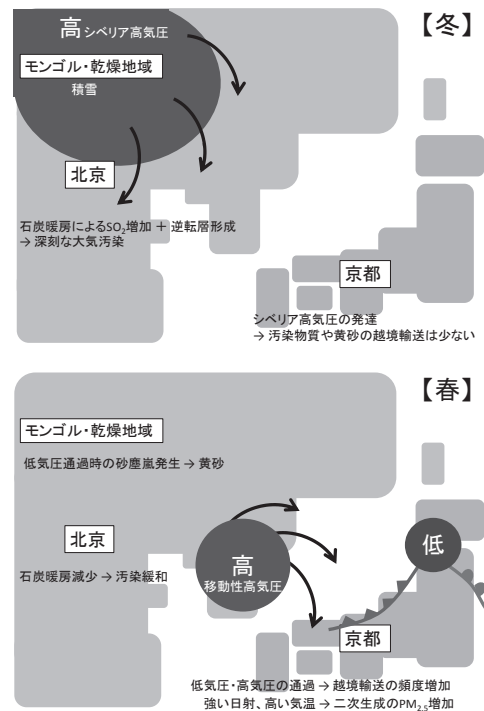 【冬】
高 シベリア高気圧
モンゴル・乾燥地域
積雪
北京
石炭暖房によるSO₂増加 ＋ 逆転層形成
→ 深刻な大気汚染
京都
シベリア高気圧の発達
→ 汚染物質や黄砂の越境輸送は少ない
【春】
モンゴル・乾燥地域
低気圧通過時の砂塵嵐発生 → 黄砂
北京
低
高
移動性高気圧
石炭暖房減少 → 汚染緩和
京都
低気圧・高気圧の通過 → 越境輸送の頻度増加
強い日射、高い気温 → 二次生成のPM₂.₅増加